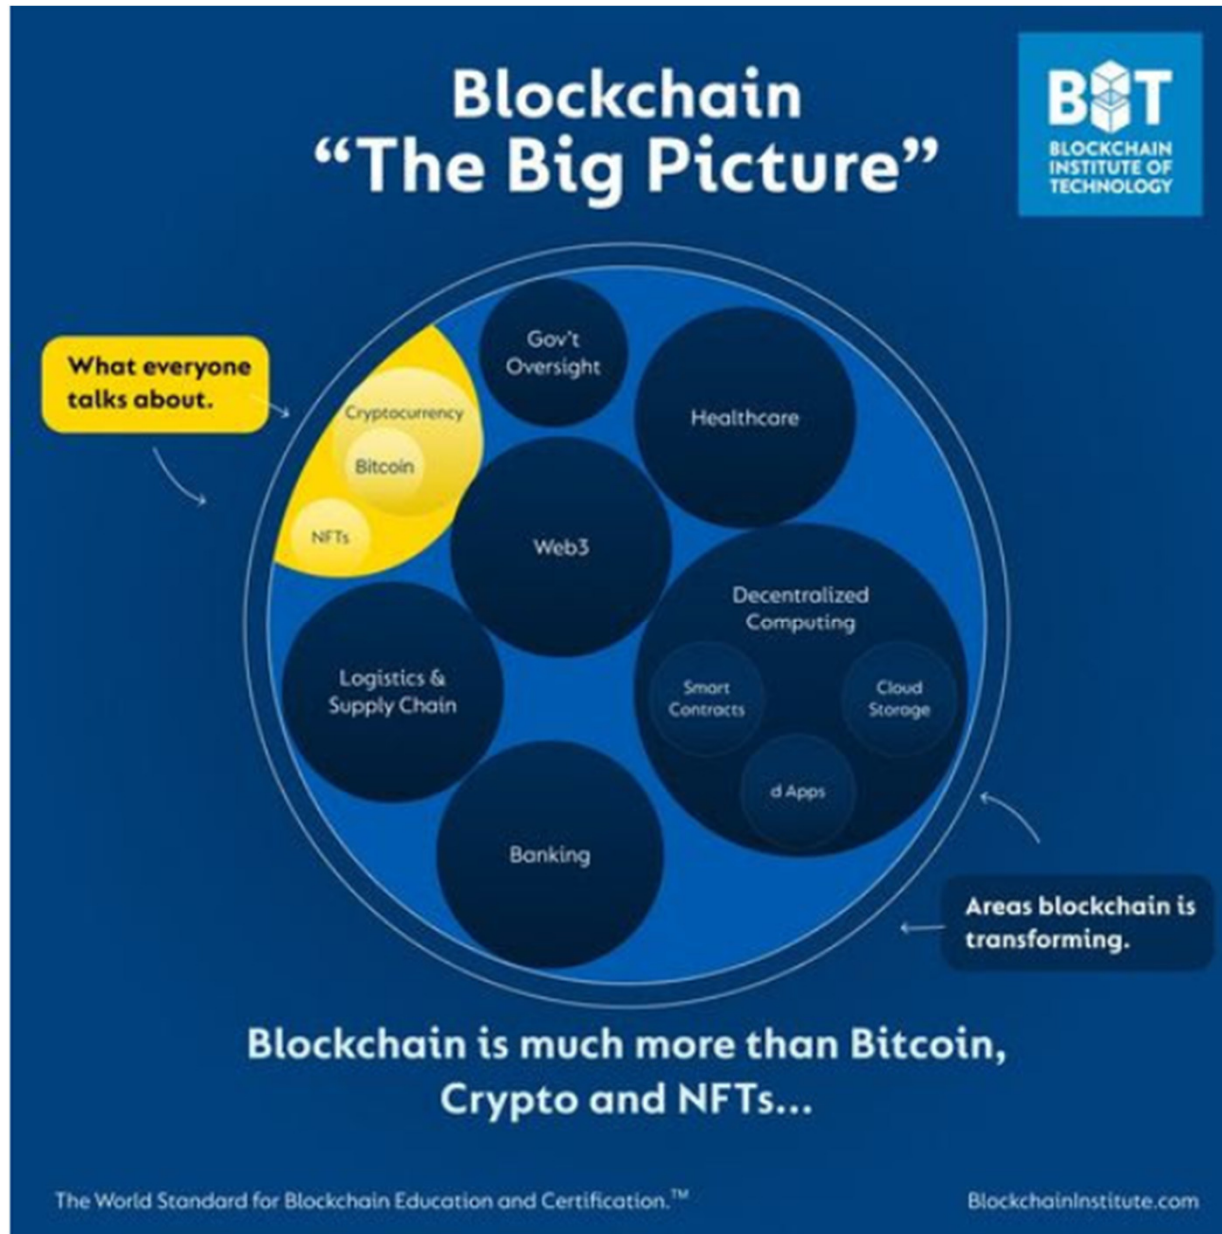 Blockchain
“The Big Picture”
B T
BLOCKCHAIN
INSTITUTE OF
TECHNOLOGY
What everyone
talks about.
Gov't
Oversight
Healthcare
Cryptocurrency
Bitcoin
NFTs
Web3
Decentralized
Computing
Smart
Contracts
Cloud
Storage
d Apps
Logistics &
Supply Chain
Banking
Areas blockchain is
transforming.
Blockchain is much more than Bitcoin,
Crypto and NFTs...
The World Standard for Blockchain Education and Certification.™
BlockchainInstitute.com